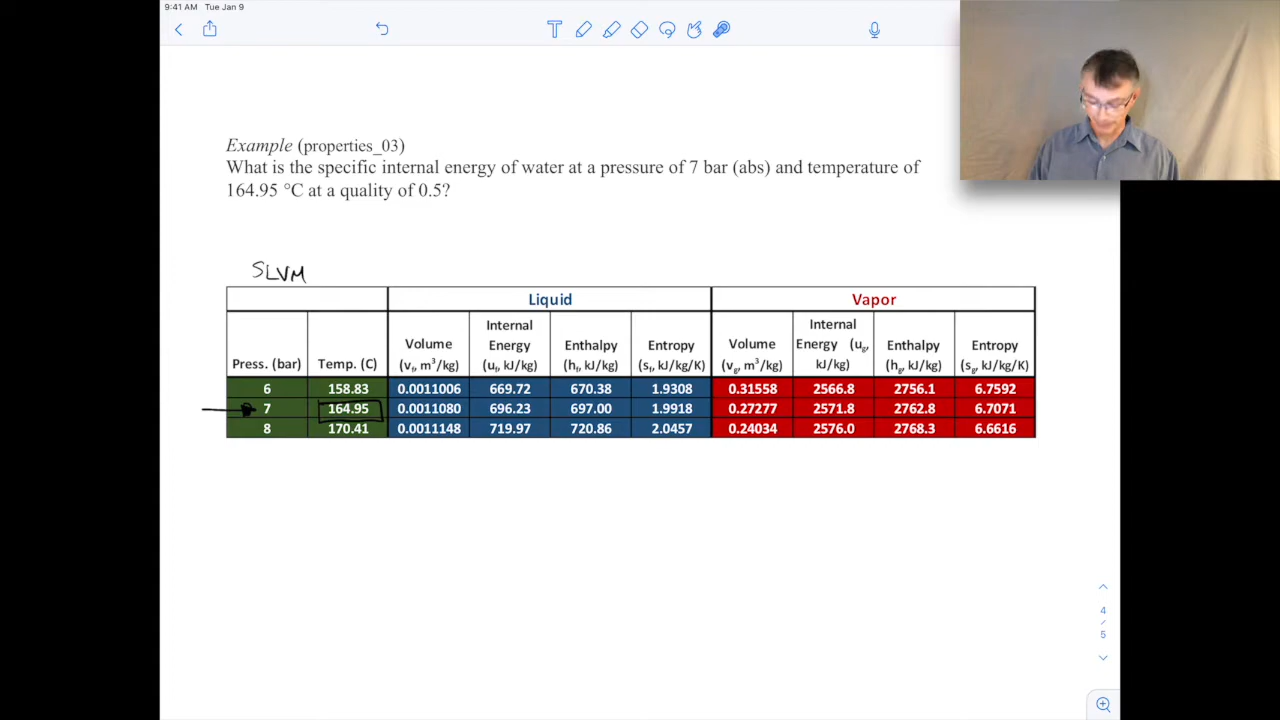 9:41 AM Tue Jan 9
Example (properties_03)
What is the specific internal energy of water at a pressure of 7 bar (abs) and temperature of
164.95 °C at a quality of 0.5?
SLVM
Liquid Vapor
Press. (bar) Temp. (C) Volume (vf, m³/kg) Internal Energy (uf, kJ/kg) Enthalpy (hf, kJ/kg) Entropy (sf, kJ/kg/K) Volume (vg, m³/kg) Internal Energy (ug, kJ/kg) Enthalpy (hg, kJ/kg) Entropy (sg, kJ/kg/K)
6 158.83 0.0011006 669.72 670.38 1.9308 0.31558 2566.8 2756.1 6.7592
7 164.95 0.0011080 696.23 697.00 1.9918 0.27277 2571.8 2762.8 6.7071
8 170.41 0.0011148 719.97 720.86 2.0457 0.24034 2576.0 2768.3 6.6616
4
/
5